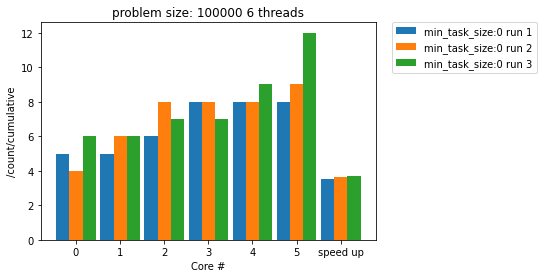 problem size: 100000 6 threads
min_task_size:0 run 1
min_task_size:0 run 2
min_task_size:0 run 3
/count/cumulative
12
10
8
6
4
2
0
0 1 2 3 4 5 speed up
Core #